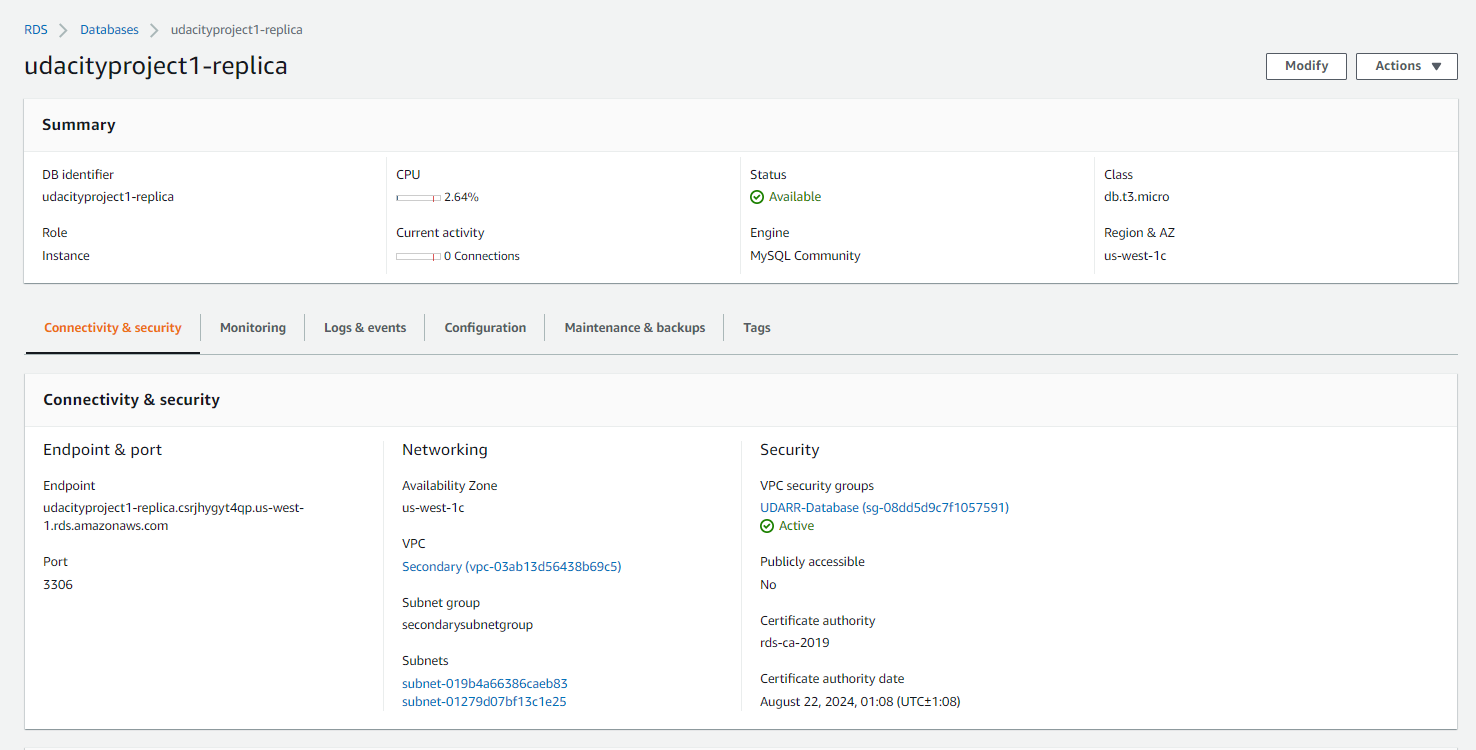 RDS > Databases > udacityproject1-replica
udacityproject1-replica
Modify
Actions
Summary
DB identifier
udacityproject1-replica
CPU
2.64%
Status
Available
Class
db.t3.micro
Role
Instance
Current activity
0 Connections
Engine
MySQL Community
Region & AZ
us-west-1c
Connectivity & security
Monitoring
Logs & events
Configuration
Maintenance & backups
Tags
Connectivity & security
Endpoint & port
Endpoint
udacityproject1-replica.csrjhygyt4qp.us-west-
1.rds.amazonaws.com
Port
3306
Networking
Availability Zone
us-west-1c
VPC
Secondary (vpc-03ab13d56438b69c5)
Subnet group
secondarysubnetgroup
Subnets
subnet-019b4a66386caeb83
subnet-01279d07bf13c1e25
Security
VPC security groups
UDARR-Database (sg-08dd5d9c7f1057591)
Active
Publicly accessible
No
Certificate authority
rds-ca-2019
Certificate authority date
August 22, 2024, 01:08 (UTC±1:08)